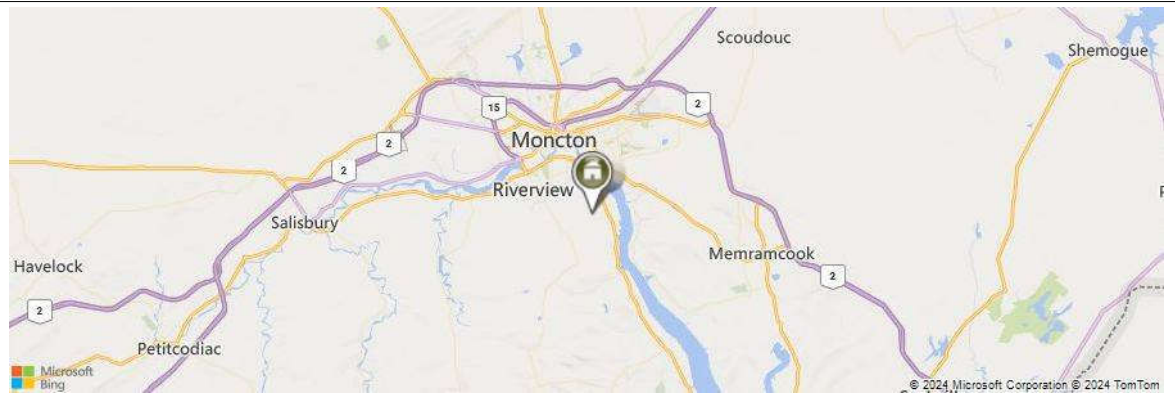 Scoudouc
Shemogue
15
2
2
Moncton
2
Riverview
Salisbury
Memramcook
Havelock
2
2
Petitcodiac
Microsoft
Bing
© 2024 Microsoft Corporation © 2024 TomTom